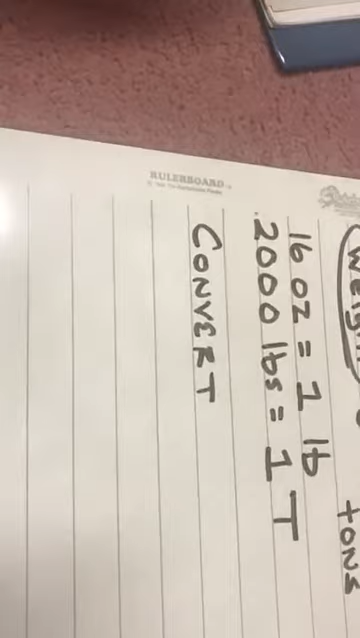 tons
16 oz = 1 lb
2000 lbs = 1 T
CONVERT
RULERBOARD